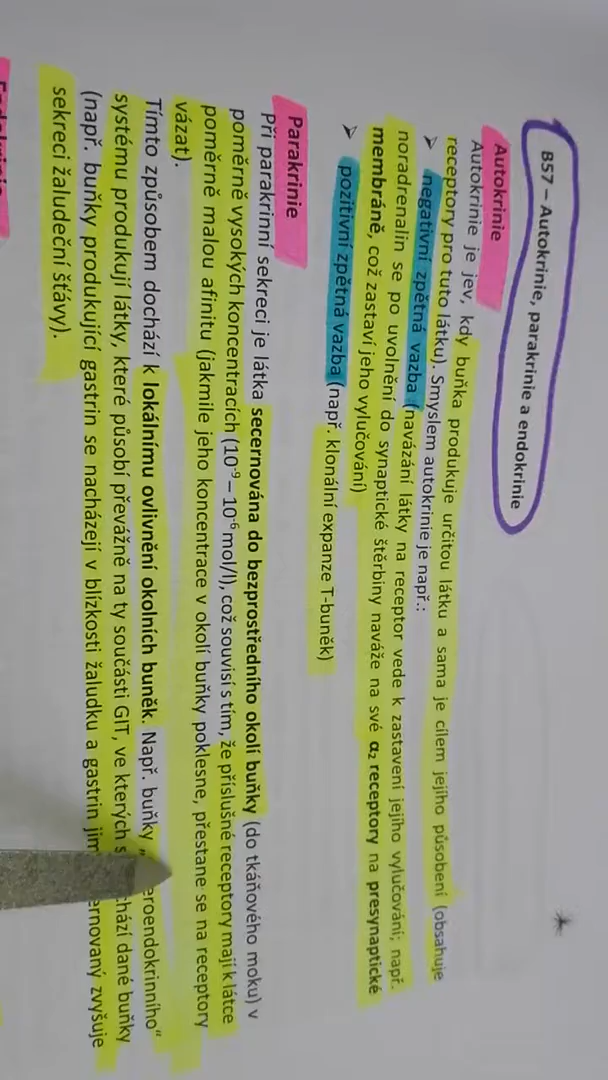 B57 – Autokrinie, parakrinie a endokrinie
Autokrinie
Autokrinie je jev, kdy buňka produkuje určitou látku a sama je cílem jejího působení (obsahuje
receptory pro tuto látku). Smyslem autokrinie je např.:
➢ negativní zpětná vazba (navázání látky na receptor vede k zastavení jejího vylučování; např.
noradrenalin se po uvolnění do synaptické štěrbiny naváže na své α₂ receptory na presynaptické
membráně, což zastaví jeho vylučování)
➢ pozitivní zpětná vazba (např. klonální expanze T-buněk)
Parakrinie
Při parakrinní sekreci je látka secernována do bezprostředního okolí buňky (do tkáňového moku) v
poměrně vysokých koncentracích (10⁻⁹ – 10⁻⁶ mol/l), což souvisí s tím, že příslušné receptory mají k látce
poměrně malou afinitu (jakmile jeho koncentrace v okolí buňky poklesne, přestane se na receptory
vázat).
Tímto způsobem dochází k lokálnímu ovlivnění okolních buněk. Např. buňky „ eroendokrinního“
systému produkují látky, které působí převážně na ty součásti GIT, ve kterých s chází dané buňky
(např. buňky produkující gastrin se nacházejí v blízkosti žaludku a gastrin jim ernovaný zvyšuje
sekreci žaludeční šťávy).